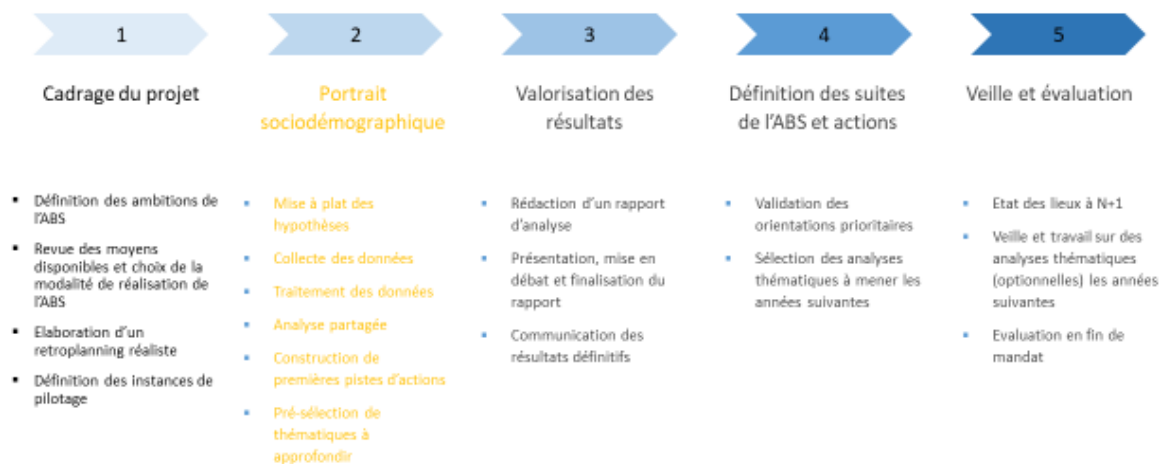 1
Cadrage du projet
▪ Définition des ambitions de
l'ABS
▪ Revue des moyens
disponibles et choix de la
modalité de réalisation de
l'ABS
▪ Elaboration d'un
retroplanning réaliste
▪ Définition des instances de
pilotage
2
Portrait
sociodémographique
▪ Mise à plat des
hypothèses
▪ Collecte des données
▪ Traitement des données
▪ Analyse partagée
▪ Construction de
premières pistes d'actions
▪ Pré-sélection de
thématiques à
approfondir
3
Valorisation des
résultats
▪ Rédaction d'un rapport
d'analyse
▪ Présentation, mise en
débat et finalisation du
rapport
▪ Communication des
résultats définitifs
4
Définition des suites
de l'ABS et actions
▪ Validation des
orientations prioritaires
▪ Sélection des analyses
thématiques à mener les
années suivantes
5
Veille et évaluation
▪ Etat des lieux à N+1
▪ Veille et travail sur des
analyses thématiques
(optionnelles) les années
suivantes
▪ Evaluation en fin de
mandat